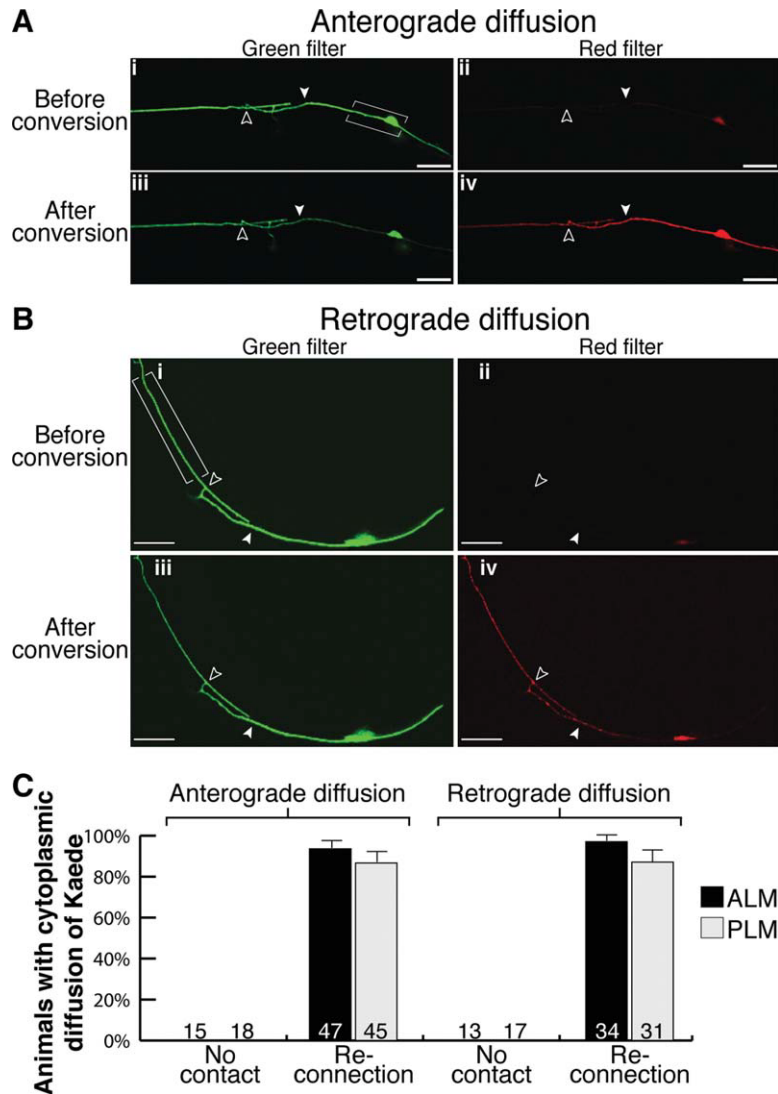 A Anterograde diffusion
Green filter Red filter
Before conversion
i ii
After conversion
iii iv
B Retrograde diffusion
Green filter Red filter
Before conversion
i ii
After conversion
iii iv
C
Anterograde diffusion Retrograde diffusion
Animals with cytoplasmic
diffusion of Kaede
100%
80%
60%
40%
20%
0%
15 18 47 45 13 17 34 31
No contact Re-connection No contact Re-connection
ALM
PLM